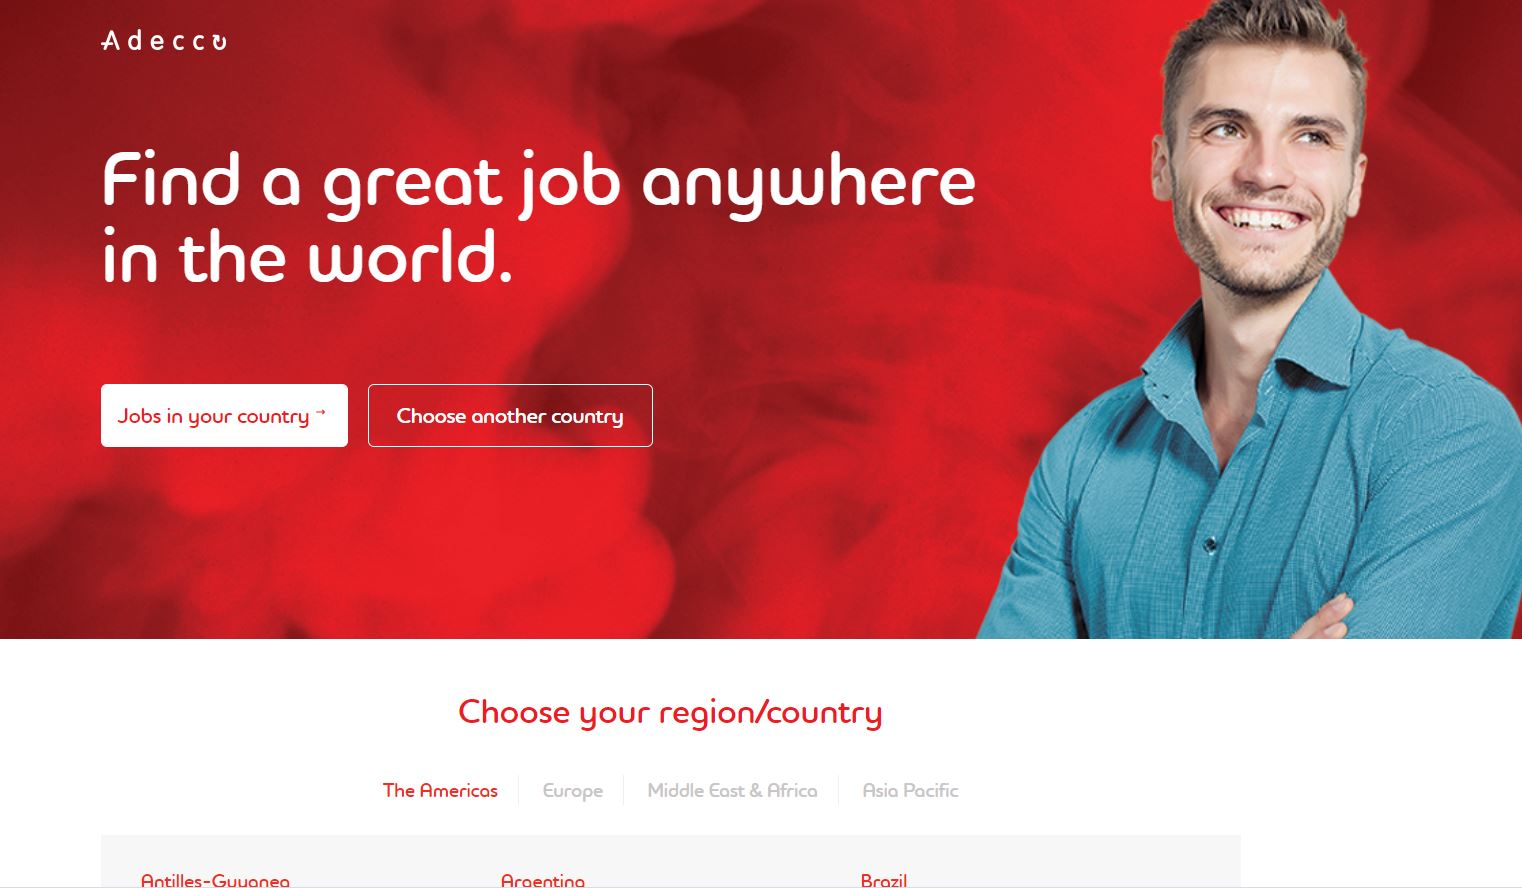 Adecco
Find a great job anywhere
in the world.
Jobs in your country →
Choose another country
Choose your region/country
The Americas
Europe
Middle East & Africa
Asia Pacific
Antilles-Guyanea
Argentina
Brazil